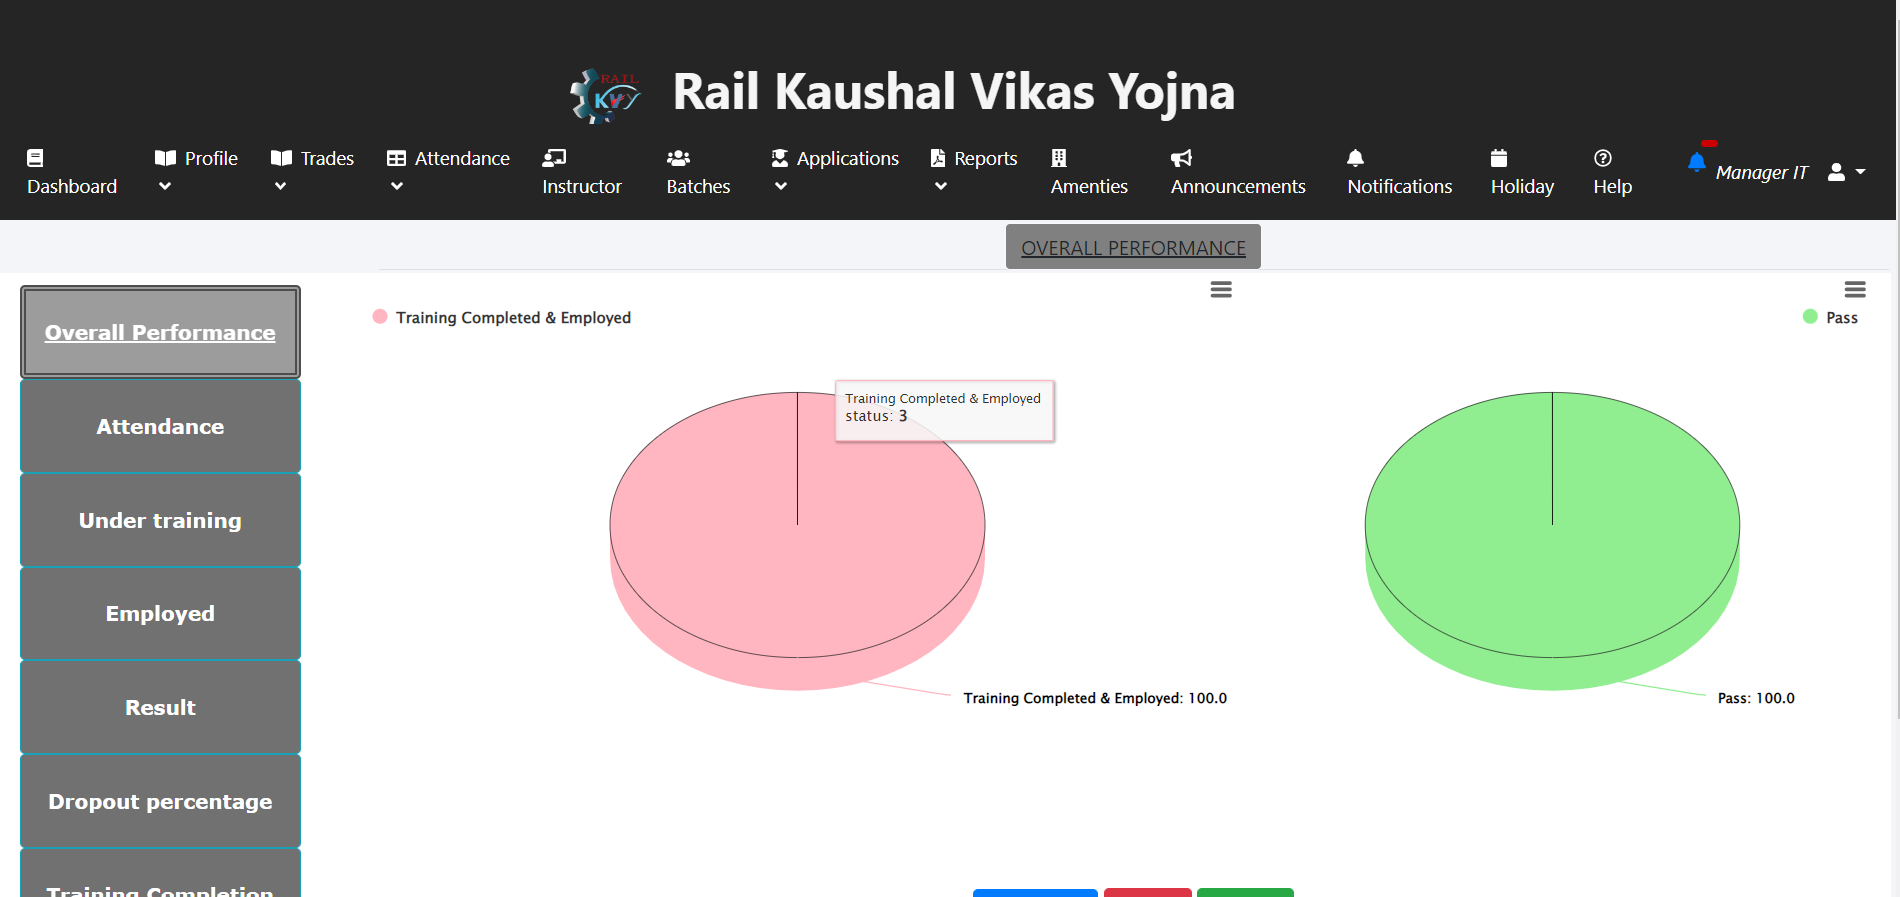 RAIL
KVY
Rail Kaushal Vikas Yojna
Dashboard
Profile
Trades
Attendance
Instructor
Batches
Applications
Reports
Amenties
Announcements
Notifications
Holiday
Help
Manager IT
OVERALL PERFORMANCE
Overall Performance
Attendance
Under training
Employed
Result
Dropout percentage
Training Completion
Training Completed & Employed
Training Completed & Employed
status: 3
Training Completed & Employed: 100.0
Pass
Pass: 100.0